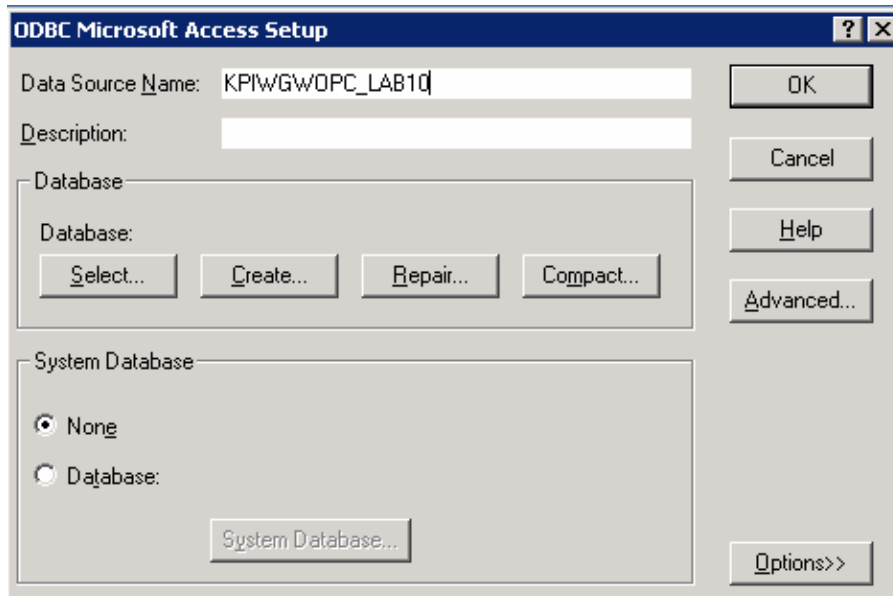 ODBC Microsoft Access Setup
Data Source Name: KPIWGWOPC_LAB10
OK
Description:
Cancel
Database
Database:
Help
Select... Create... Repair... Compact...
Advanced...
System Database
None
Database:
System Database...
Options>>